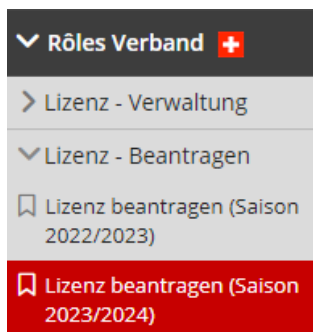 Rôles Verband
Lizenz - Verwaltung
Lizenz - Beantragen
Lizenz beantragen (Saison
2022/2023)
Lizenz beantragen (Saison
2023/2024)